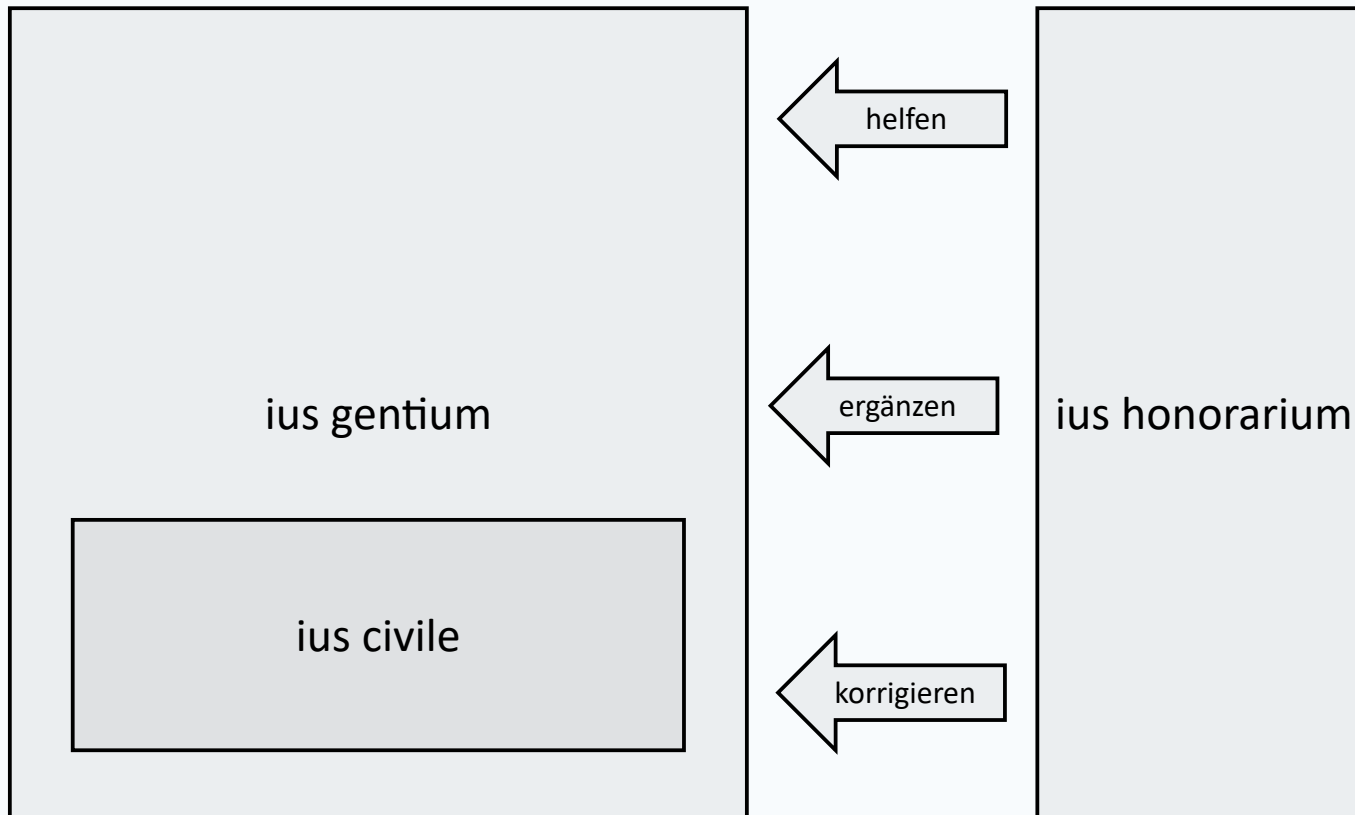 helfen
ius gentium
ergänzen
ius honorarium
ius civile
korrigieren